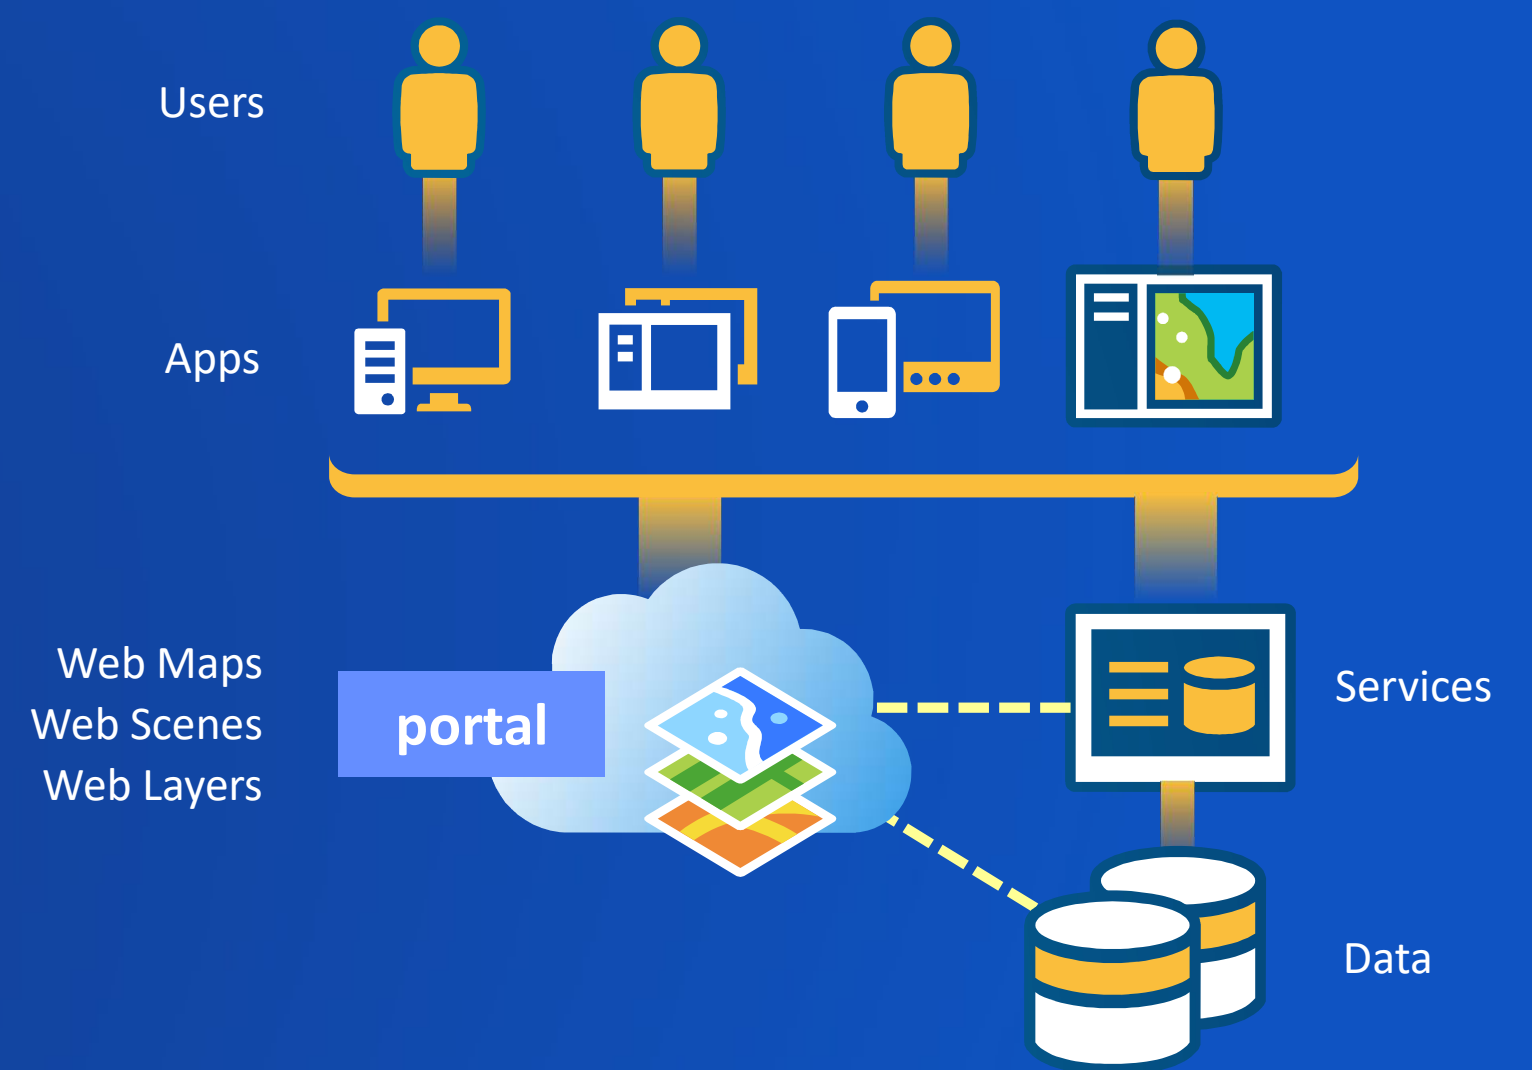 Users
Apps
Web Maps
Web Scenes
Web Layers
portal
Services
Data